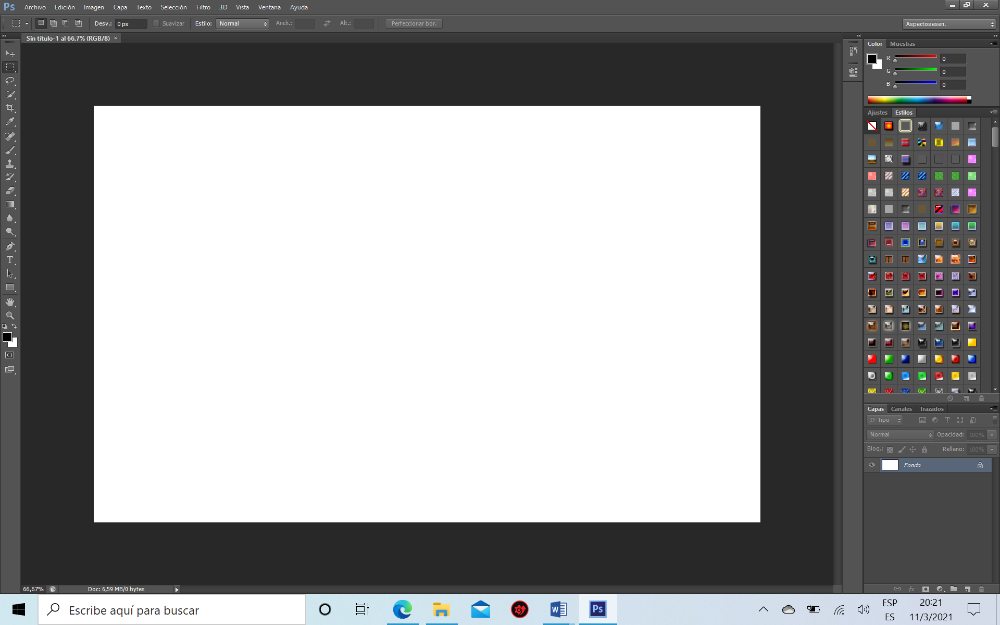 Ps Archivo Edición Imagen Capa Texto Selección Filtro 3D Vista Ventana Ayuda
Desv.: 0 px Suavizar Estilo: Normal Anch.: Alt.: Perfeccionar bor. Aspectos esen.
Sin título-1 al 66,7% (RGB/8) ×
Color Muestras
R 0
G 0
B 0
Ajustes Estilos
T
Capas Canales Trazados
Tipo T
Normal Opacidad: 100%
Bloq.: Relleno: 100%
Fondo
66,67% Doc: 6,59 MB/0 bytes fx
Escribe aquí para buscar W Ps
ESP 20:21
ES 11/3/2021